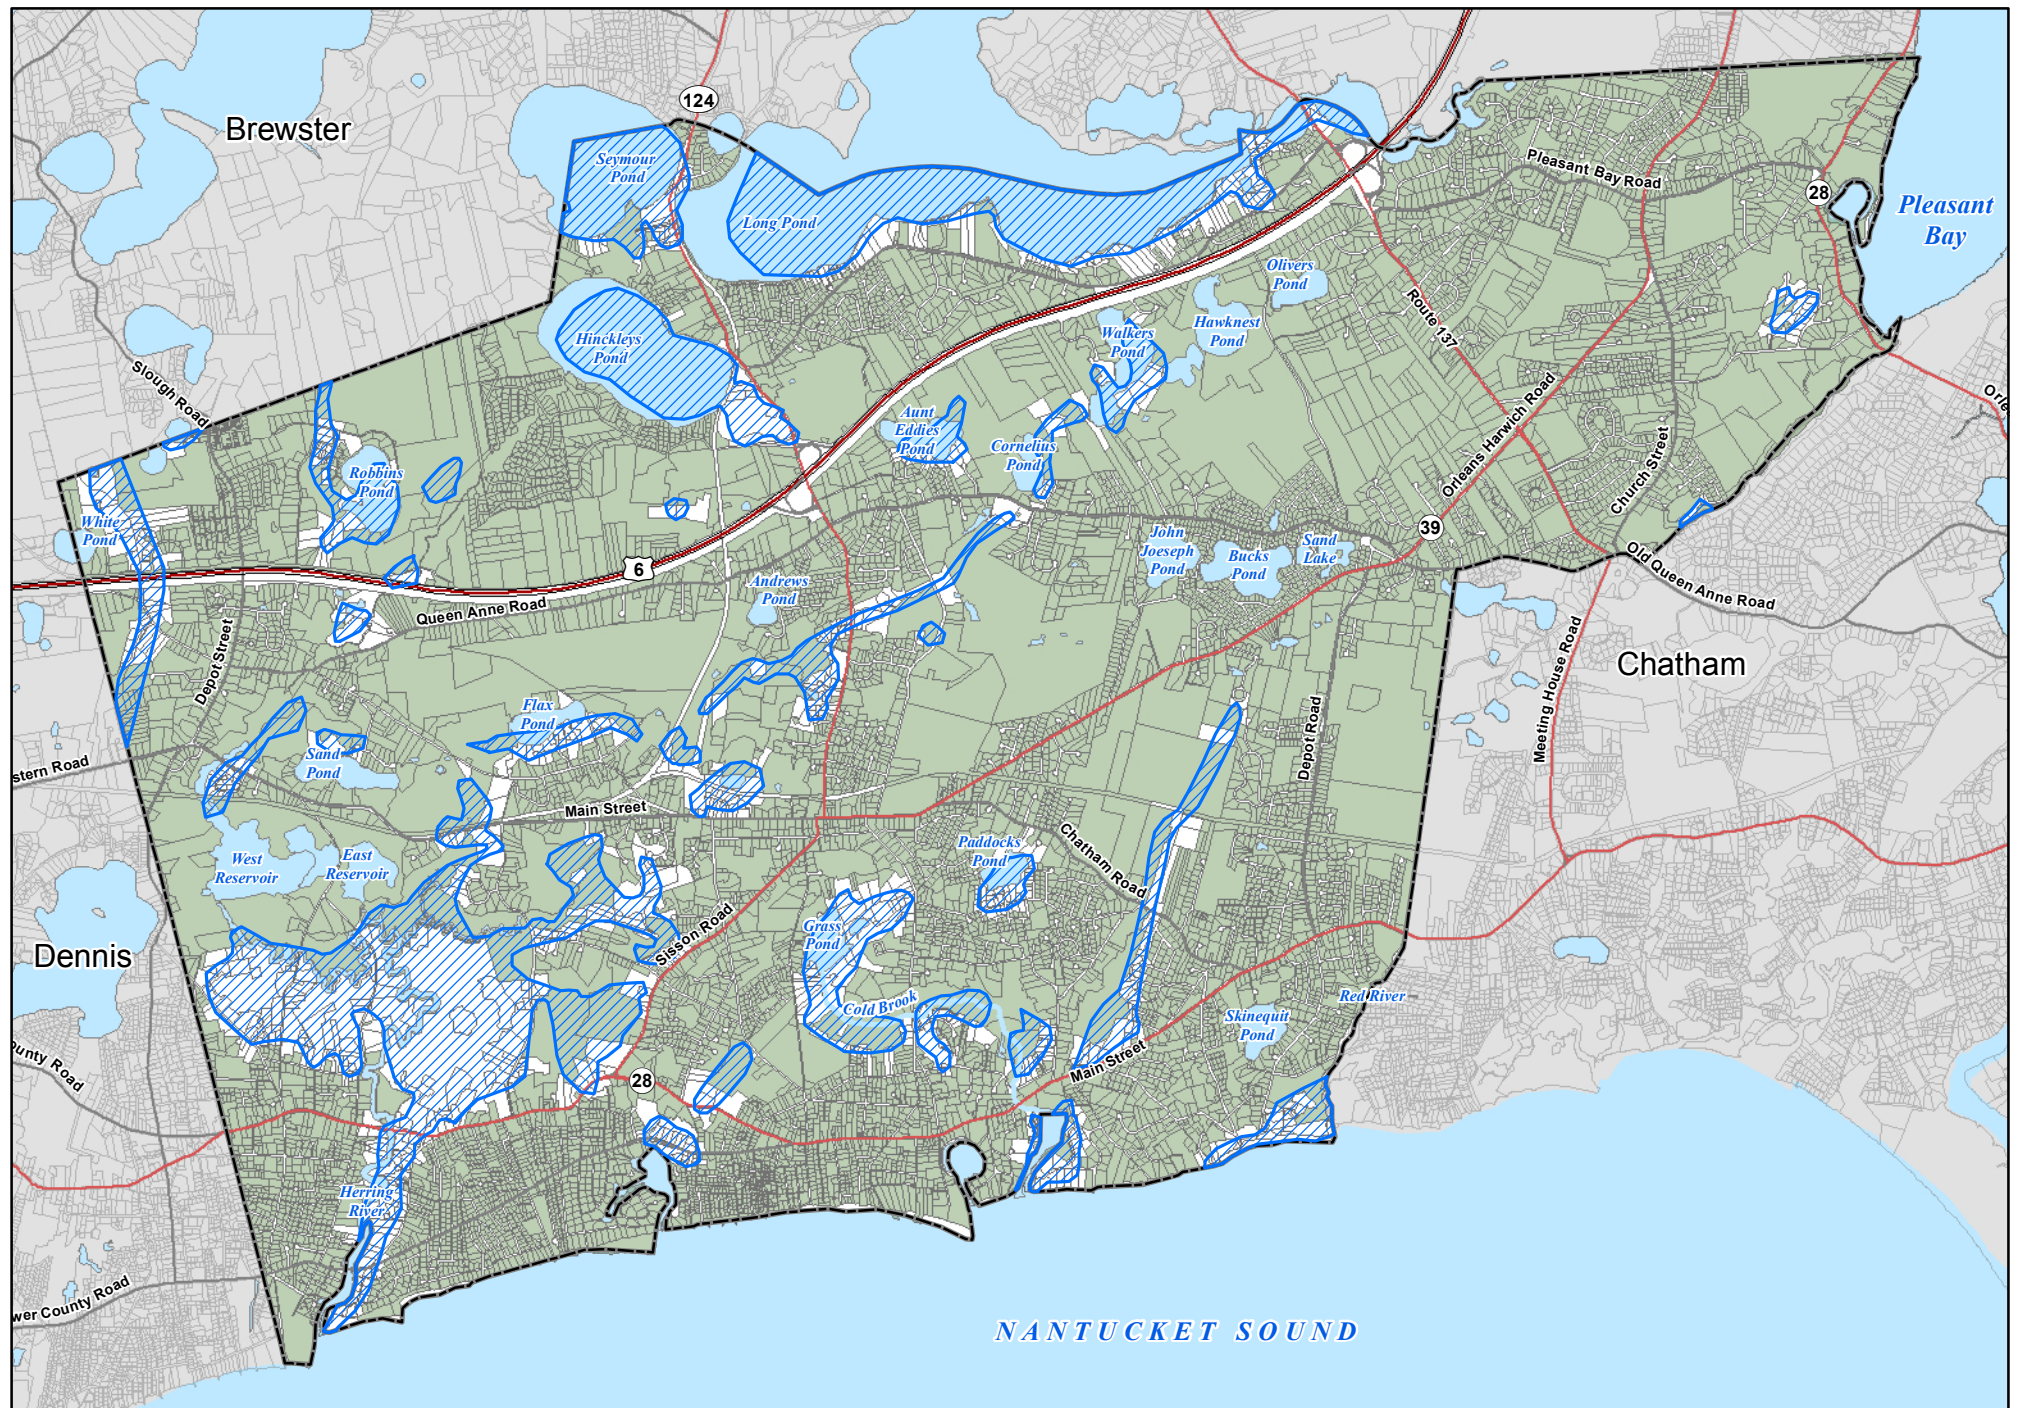 124
Brewster
Seymour
Pond
Long Pond
Pleasant Bay Road
28
Pleasant
Bay
Olivers
Pond
Hawknest
Pond
Walkers
Pond
Route 137
Hinckleys
Pond
Slough Road
Orleans Harwich Road
Church Street
Orle
Aunt
Eddies
Pond
Cornelius
Pond
Robbins
Pond
White
Pond
39
John
Joeseph
Pond
Bucks
Pond
Sand
Lake
6
Andrews
Pond
Queen Anne Road
Old Queen Anne Road
Depot Street
Meeting House Road
Chatham
Flax
Pond
Sand
Pond
Depot Road
stern Road
Main Street
West
Reservoir
East
Reservoir
Paddocks
Pond
Chatham Road
Grass
Pond
Sisson Road
Dennis
Cold Brook
Red River
Skinequit
Pond
ounty Road
Main Street
28
Herring
River
wer County Road
NANTUCKET SOUND